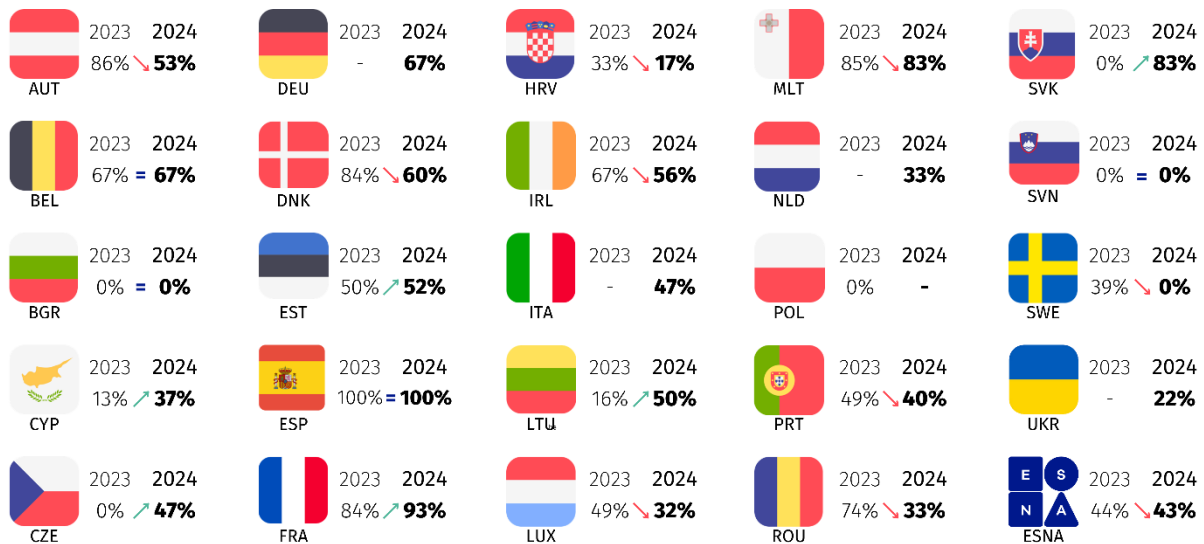 2023 2024
86% ↘ 53%
AUT
2023 2024
- 67%
DEU
2023 2024
33% ↘ 17%
HRV
2023 2024
85% ↘ 83%
MLT
2023 2024
0% ↗ 83%
SVK
2023 2024
67% = 67%
BEL
2023 2024
84% ↘ 60%
DNK
2023 2024
67% ↘ 56%
IRL
2023 2024
- 33%
NLD
2023 2024
0% = 0%
SVN
2023 2024
0% = 0%
BGR
2023 2024
50% ↗ 52%
EST
2023 2024
- 47%
ITA
2023 2024
0% -
POL
2023 2024
39% ↘ 0%
SWE
2023 2024
13% ↗ 37%
CYP
2023 2024
100% = 100%
ESP
2023 2024
16% ↗ 50%
LTU
2023 2024
49% ↘ 40%
PRT
2023 2024
- 22%
UKR
2023 2024
0% ↗ 47%
CZE
2023 2024
84% ↗ 93%
FRA
2023 2024
49% ↘ 32%
LUX
2023 2024
74% ↘ 33%
ROU
E S
N A
2023 2024
44% ↘ 43%
ESNA